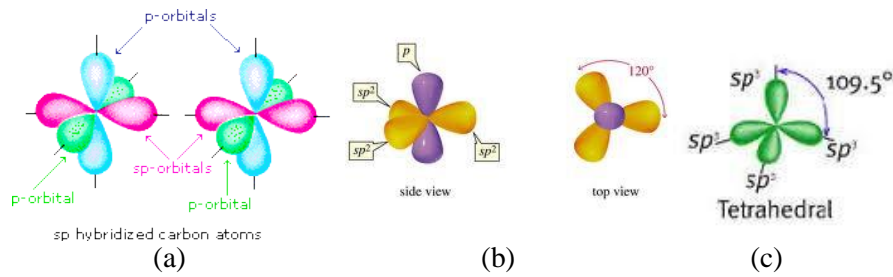 p-orbitals
sp-orbitals
p-orbital
p-orbital
sp hybridized carbon atoms
(a)
p
sp²
sp²
sp²
side view
120°
top view
(b)
sp³
109.5°
sp³
sp³
sp³
Tetrahedral
(c)